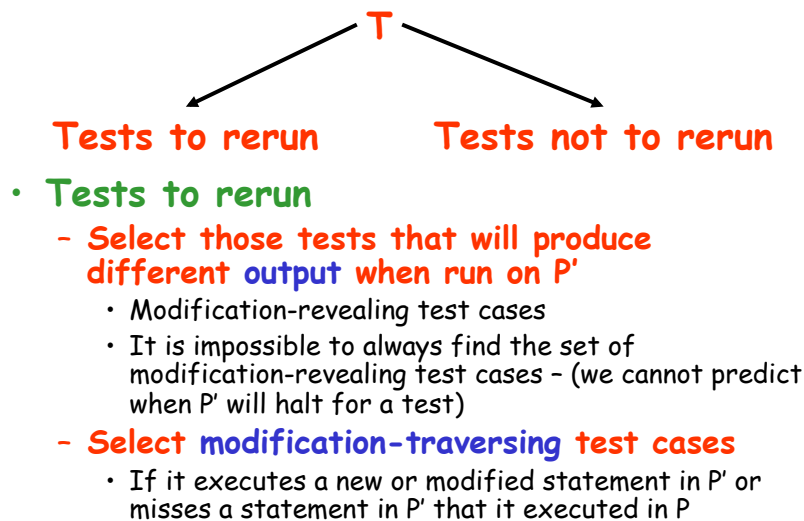 T
Tests to rerun Tests not to rerun
• Tests to rerun
– Select those tests that will produce
different output when run on P’
• Modification-revealing test cases
• It is impossible to always find the set of
modification-revealing test cases – (we cannot predict
when P’ will halt for a test)
– Select modification-traversing test cases
• If it executes a new or modified statement in P’ or
misses a statement in P’ that it executed in P